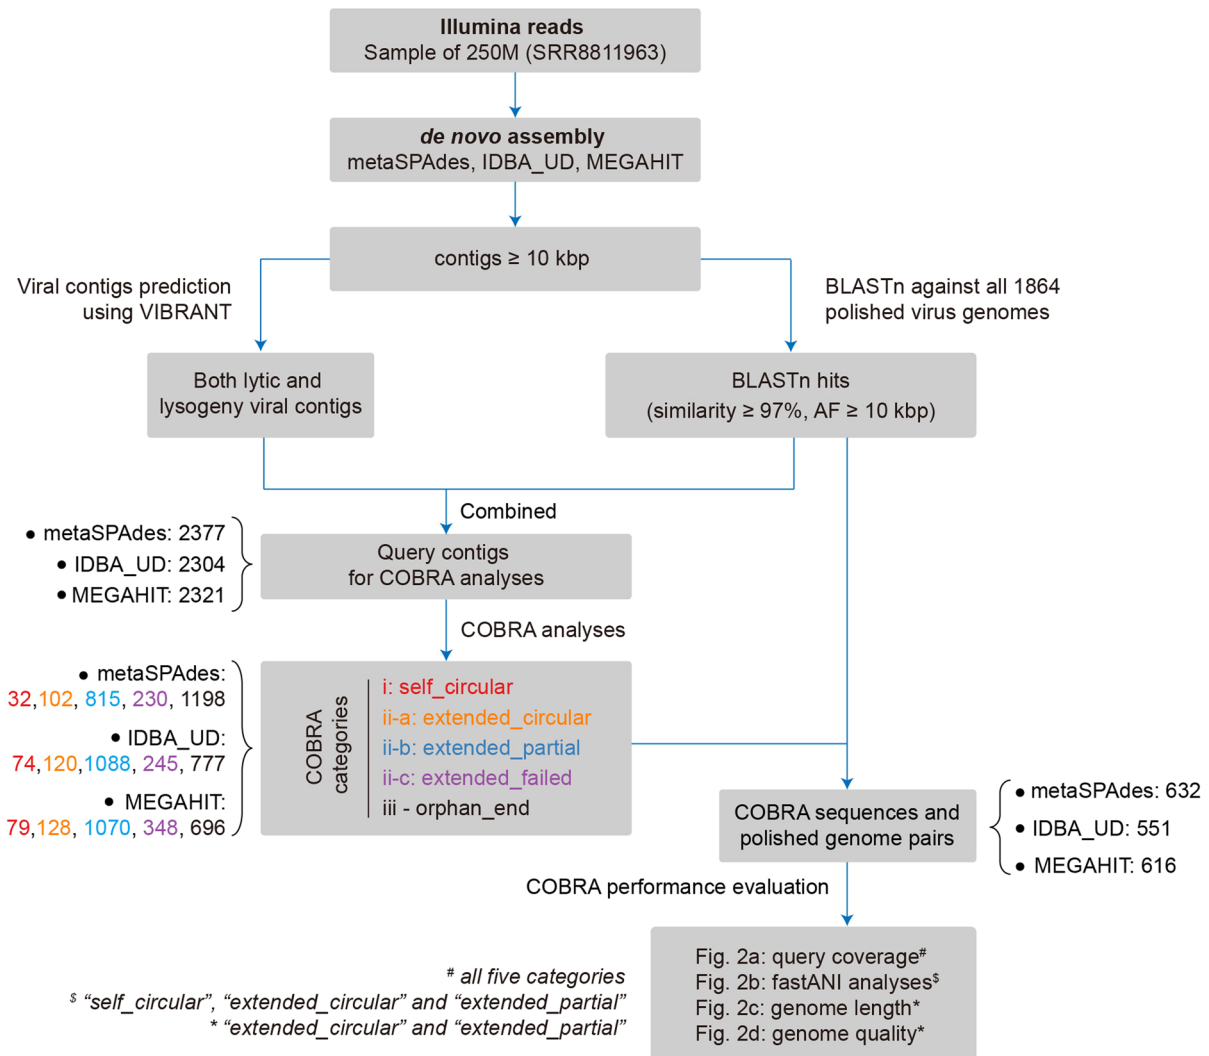 Illumina reads
Sample of 250M (SRR8811963)
de novo assembly
metaSPAdes, IDBA_UD, MEGAHIT
contigs ≥ 10 kbp
Viral contigs prediction
using VIBRANT
BLASTn against all 1864
polished virus genomes
Both lytic and
lysogeny viral contigs
BLASTn hits
(similarity ≥ 97%, AF ≥ 10 kbp)
Combined
● metaSPAdes: 2377
● IDBA_UD: 2304
● MEGAHIT: 2321
Query contigs
for COBRA analyses
COBRA analyses
● metaSPAdes:
32,102, 815, 230, 1198
● IDBA_UD:
74,120,1088, 245, 777
● MEGAHIT:
79,128, 1070, 348, 696
COBRA
categories
i: self_circular
ii-a: extended_circular
ii-b: extended_partial
ii-c: extended_failed
iii - orphan_end
COBRA sequences and
polished genome pairs
● metaSPAdes: 632
● IDBA_UD: 551
● MEGAHIT: 616
COBRA performance evaluation
Fig. 2a: query coverage#
Fig. 2b: fastANI analyses$
Fig. 2c: genome length*
Fig. 2d: genome quality*
# all five categories
$ “self_circular”, “extended_circular” and “extended_partial”
* “extended_circular” and “extended_partial”